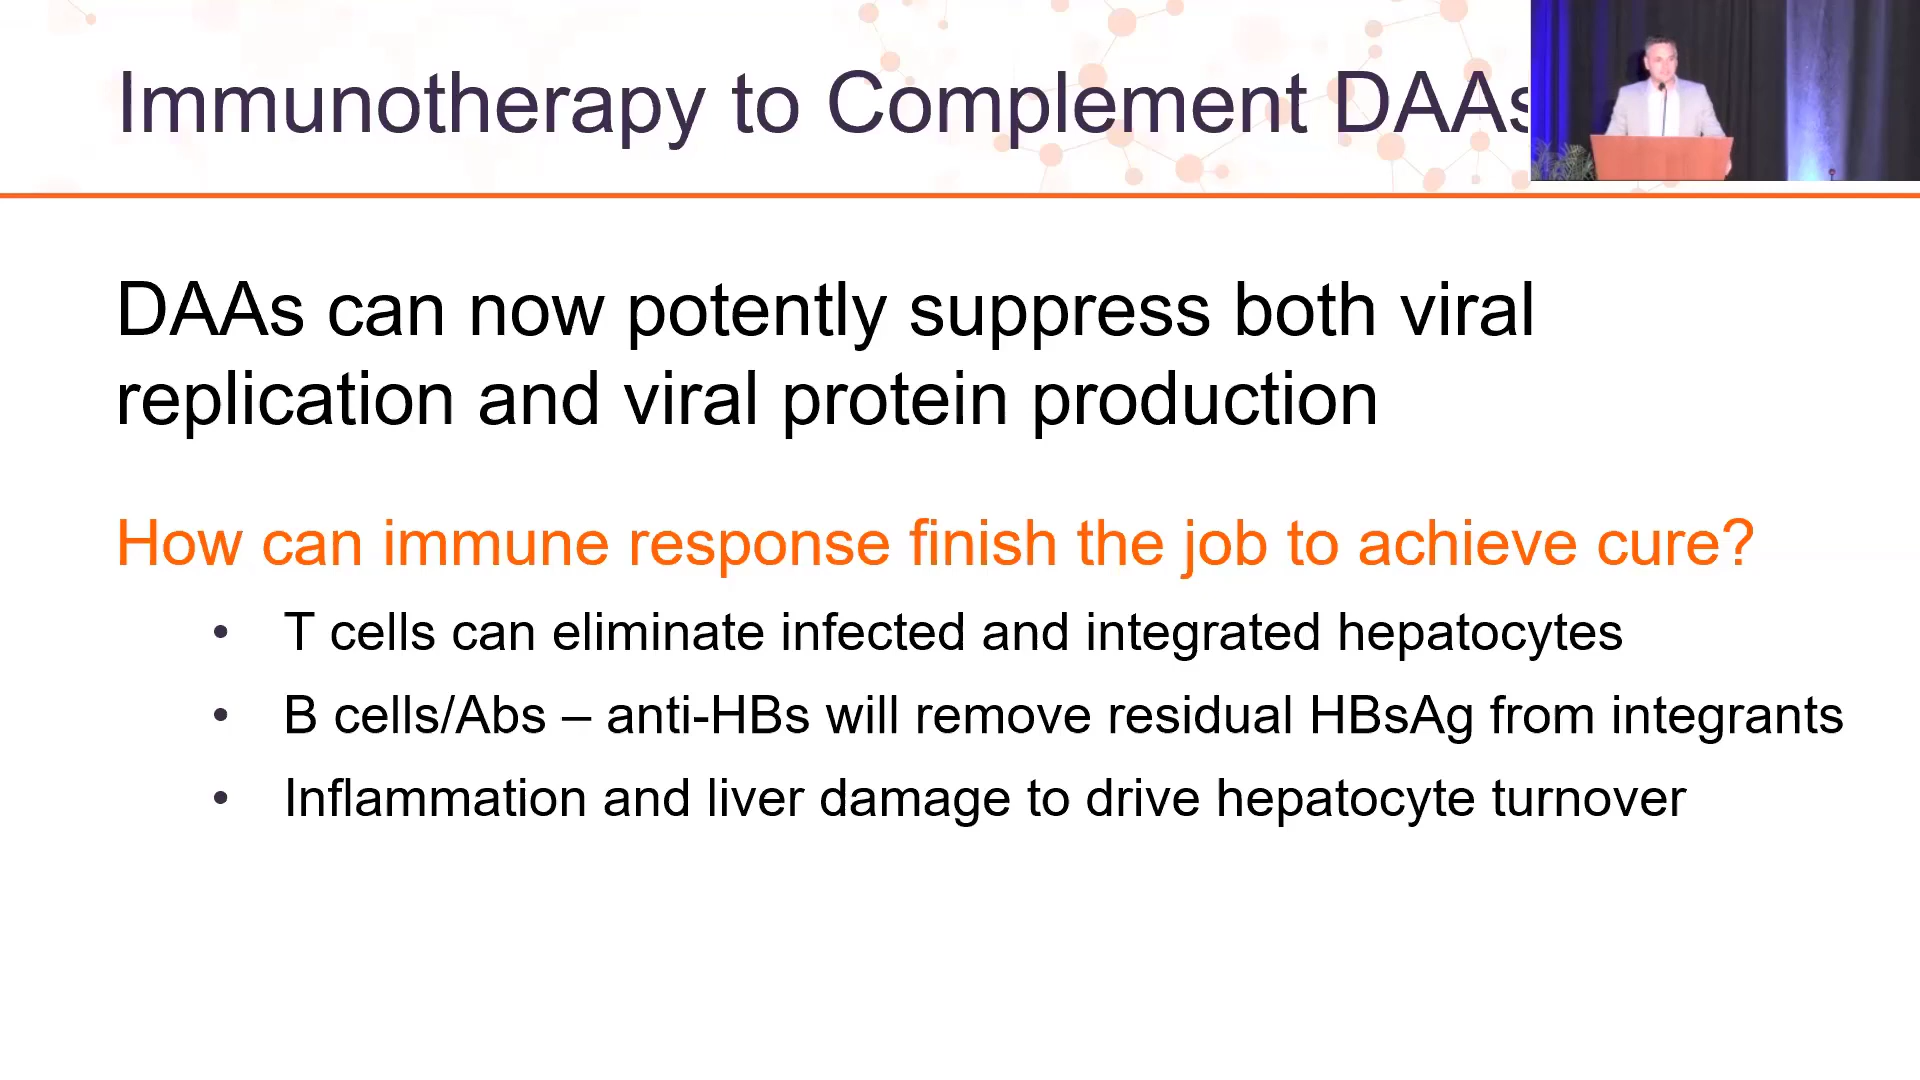 Immunotherapy to Complement DAAs
DAAs can now potently suppress both viral
replication and viral protein production
How can immune response finish the job to achieve cure?
• T cells can eliminate infected and integrated hepatocytes
• B cells/Abs – anti-HBs will remove residual HBsAg from integrants
• Inflammation and liver damage to drive hepatocyte turnover